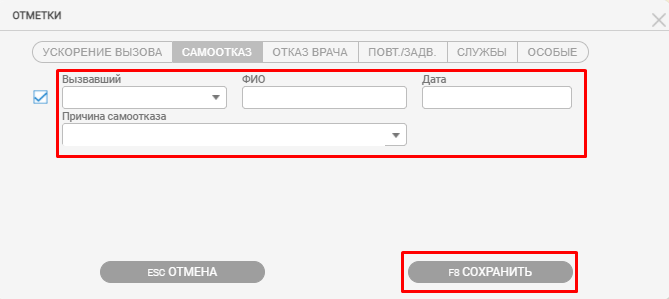 ОТМЕТКИ
УСКОРЕНИЕ ВЫЗОВА САМООТКАЗ ОТКАЗ ВРАЧА ПОВТ./ЗАДВ. СЛУЖБЫ ОСОБЫЕ
Вызвавший ФИО Дата
Причина самоотказа
ESC ОТМЕНА F8 СОХРАНИТЬ